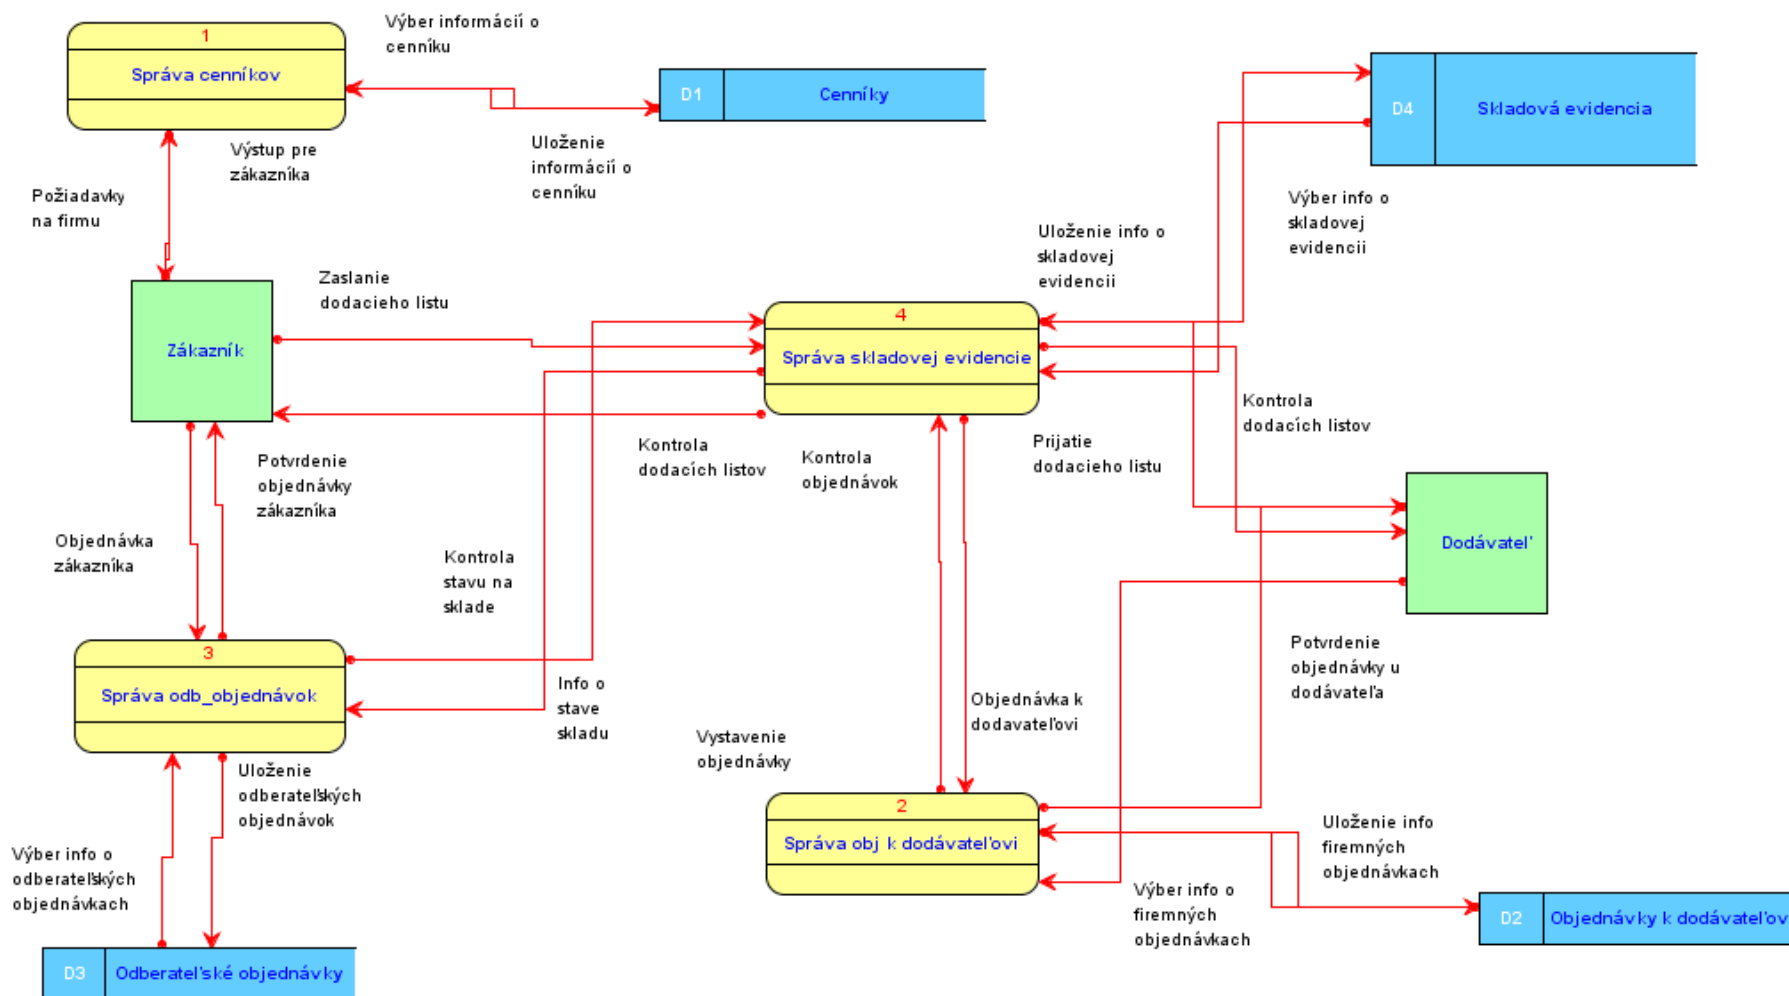 1
Správa cenníkov
Výber informácií o
cenníku
D1
Cenníky
D4
Skladová evidencia
Výstup pre
zákazníka
Uloženie
informácií o
cenníku
Požiadavky
na firmu
Výber info o
skladovej
evidencii
Uloženie info o
skladovej
evidencii
Zaslanie
dodacieho listu
Zákazník
4
Správa skladovej evidencie
Kontrola
dodacích listov
Kontrola
dodacích listov
Kontrola
objednávok
Prijatie
dodacieho listu
Potvrdenie
objednávky
zákazníka
Objednávka
zákazníka
Kontrola
stavu na
sklade
Dodávateľ
3
Správa odb_objednávok
Info o
stave
skladu
Objednávka k
dodavateľovi
Potvrdenie
objednávky u
dodávateľa
Vystavenie
objednávky
Uloženie
odberateľských
objednávok
2
Správa obj k dodávateľovi
Uloženie info
firemných
objednávkach
Výber info o
odberateľských
objednávkach
Výber info o
firemných
objednávkach
D2
Objednávky k dodávateľov
D3
Odberateľské objednávky